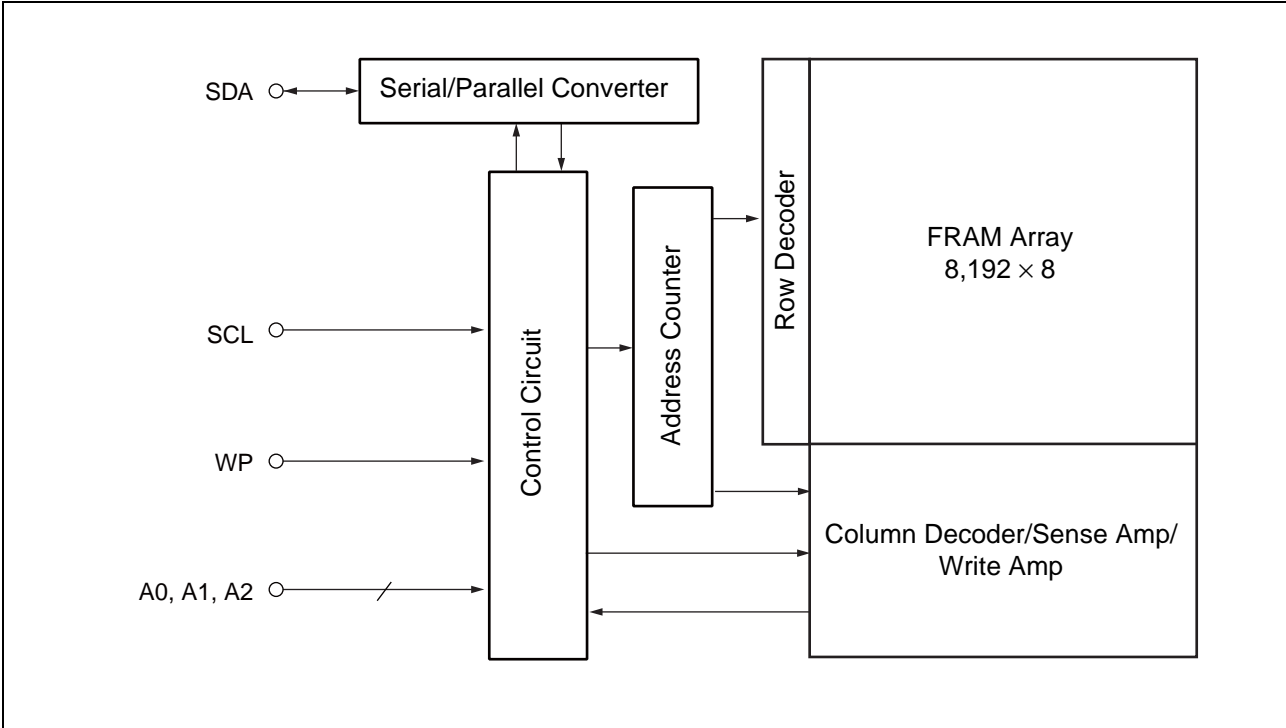 SDA
Serial/Parallel Converter
SCL
WP
A0, A1, A2
Control Circuit
Address Counter
Row Decoder
FRAM Array
8,192 × 8
Column Decoder/Sense Amp/
Write Amp